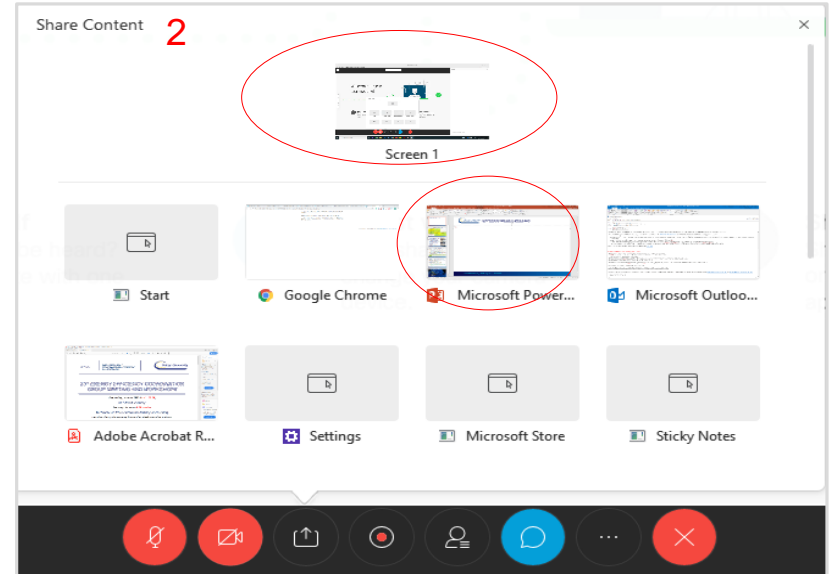 Share Content
2
Screen 1
Start
Google Chrome
Microsoft Power...
Microsoft Outloo...
Adobe Acrobat R...
Settings
Microsoft Store
Sticky Notes